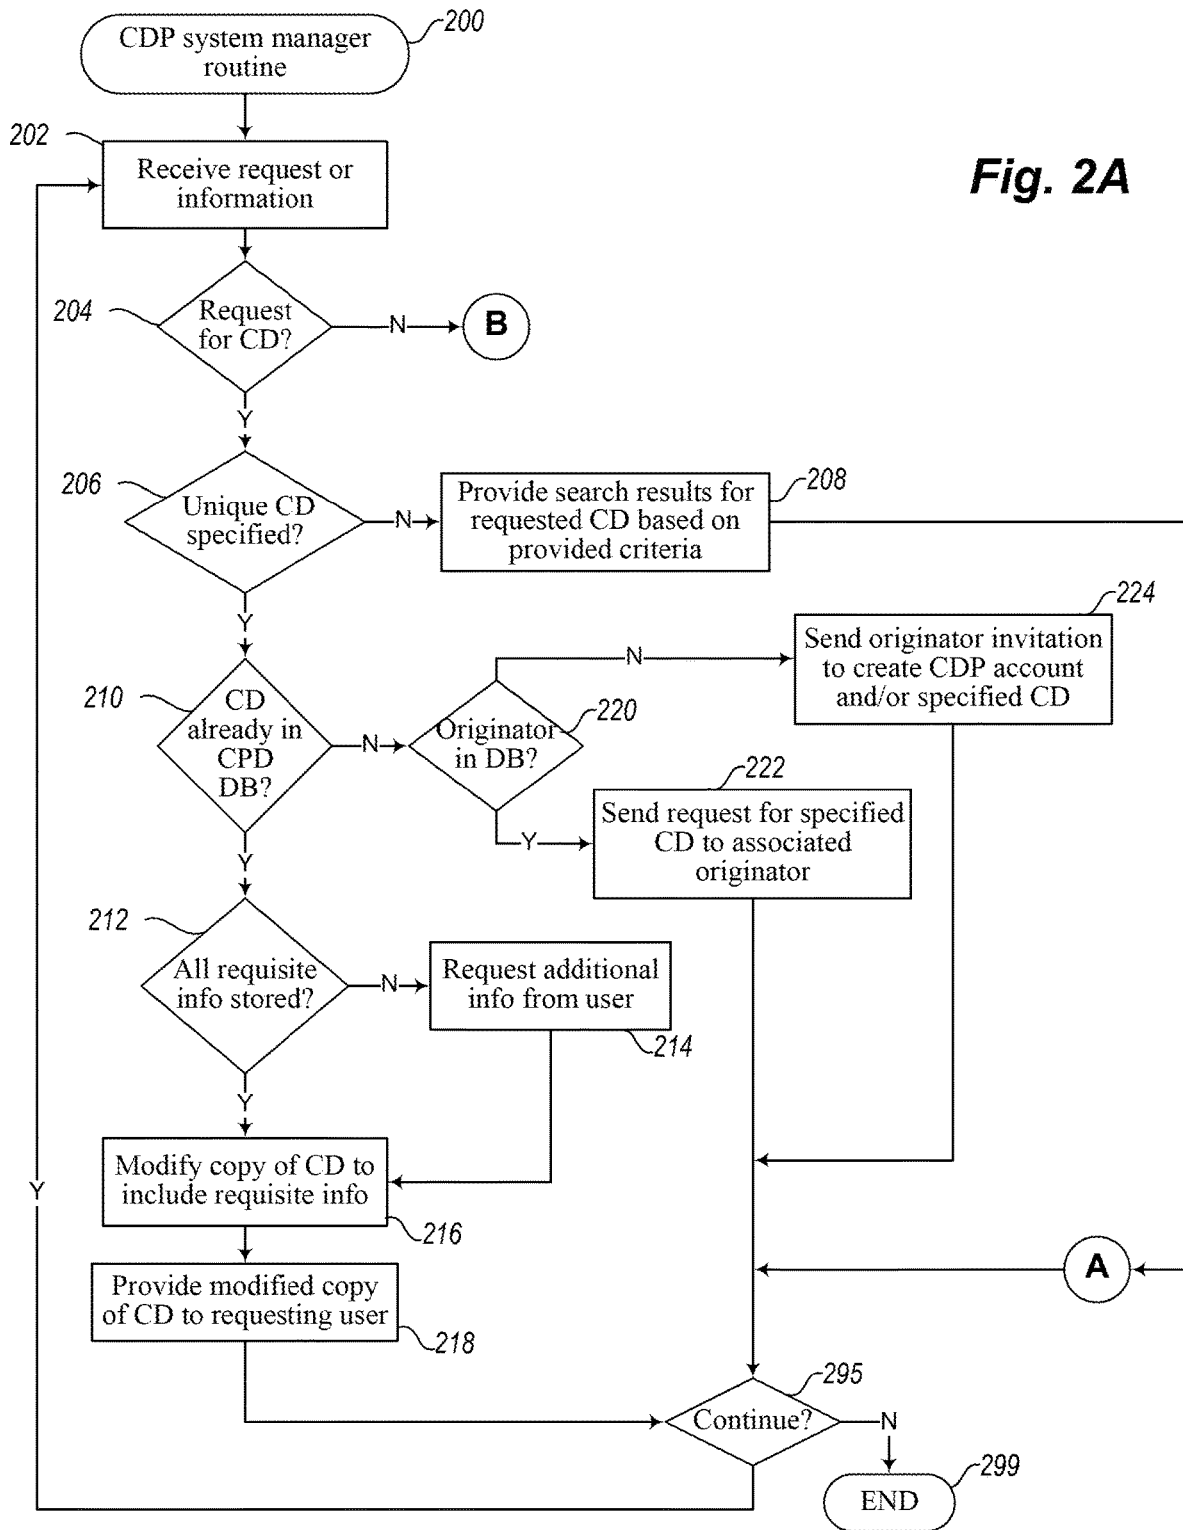 CDP system manager
routine
200
202
Receive request or
information
Fig. 2A
204
Request
for CD?
N
B
Y
206
Unique CD
specified?
N
Provide search results for
requested CD based on
provided criteria
208
Y
224
Send originator invitation
to create CDP account
and/or specified CD
N
210
CD
already in
CPD
DB?
N
Originator
in DB?
220
222
Send request for specified
CD to associated
originator
Y
Y
212
All requisite
info stored?
N
Request additional
info from user
214
Y
Modify copy of CD to
include requisite info
216
Y
Provide modified copy
of CD to requesting user
218
A
295
Continue?
N
299
END